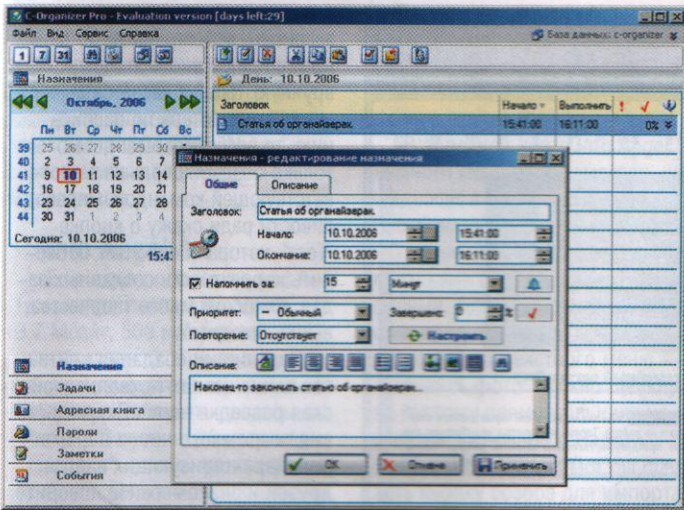 C-Organizer Pro - Evaluation version [days left:29]
Файл Вид Сервис Справка
База данных: c-organizer
1 7 31
Назначения
День: 10.10.2006
Октябрь, 2006
Пн Вт Ср Чт Пт Сб Вс
39 25 26 27 28 29 30
40 2 3 4 5 6 7
41 9 10 11 12 13 14
42 16 17 18 19 20 21
43 23 24 25 26 27 28
44 30 31 1 2 3 4
Сегодня: 10.10.2006
15:4
Заголовок Начало Выполнить
Статья об органайзерах. 15:41:00 16:11:00 0%
Назначения - редактирование назначения
Общие Описание
Заголовок: Статья об органайзерах.
Начало: 10.10.2006 15:41:00
Окончание: 10.10.2006 16:11:00
Напомнить за: 15 Минут
Приоритет: Обычный Завершено: 0 %
Повторение: Отсутствует Настроить
Описание:
Наконец-то закончить статью об органайзерах.
OK Отмена Применить
Назначения
Задачи
Адресная книга
Пароли
Заметки
События